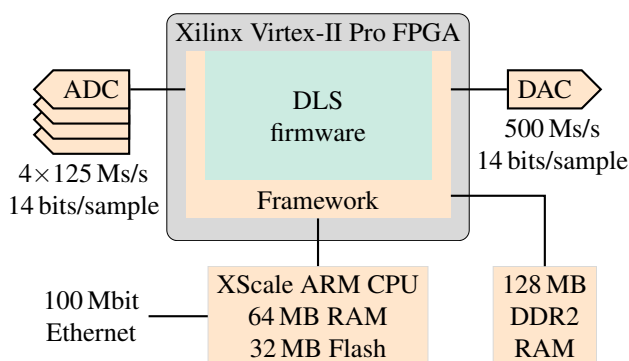 Xilinx Virtex-II Pro FPGA
ADC
4×125 Ms/s
14 bits/sample
DLS
firmware
Framework
DAC
500 Ms/s
14 bits/sample
100 Mbit
Ethernet
XScale ARM CPU
64 MB RAM
32 MB Flash
128 MB
DDR2
RAM